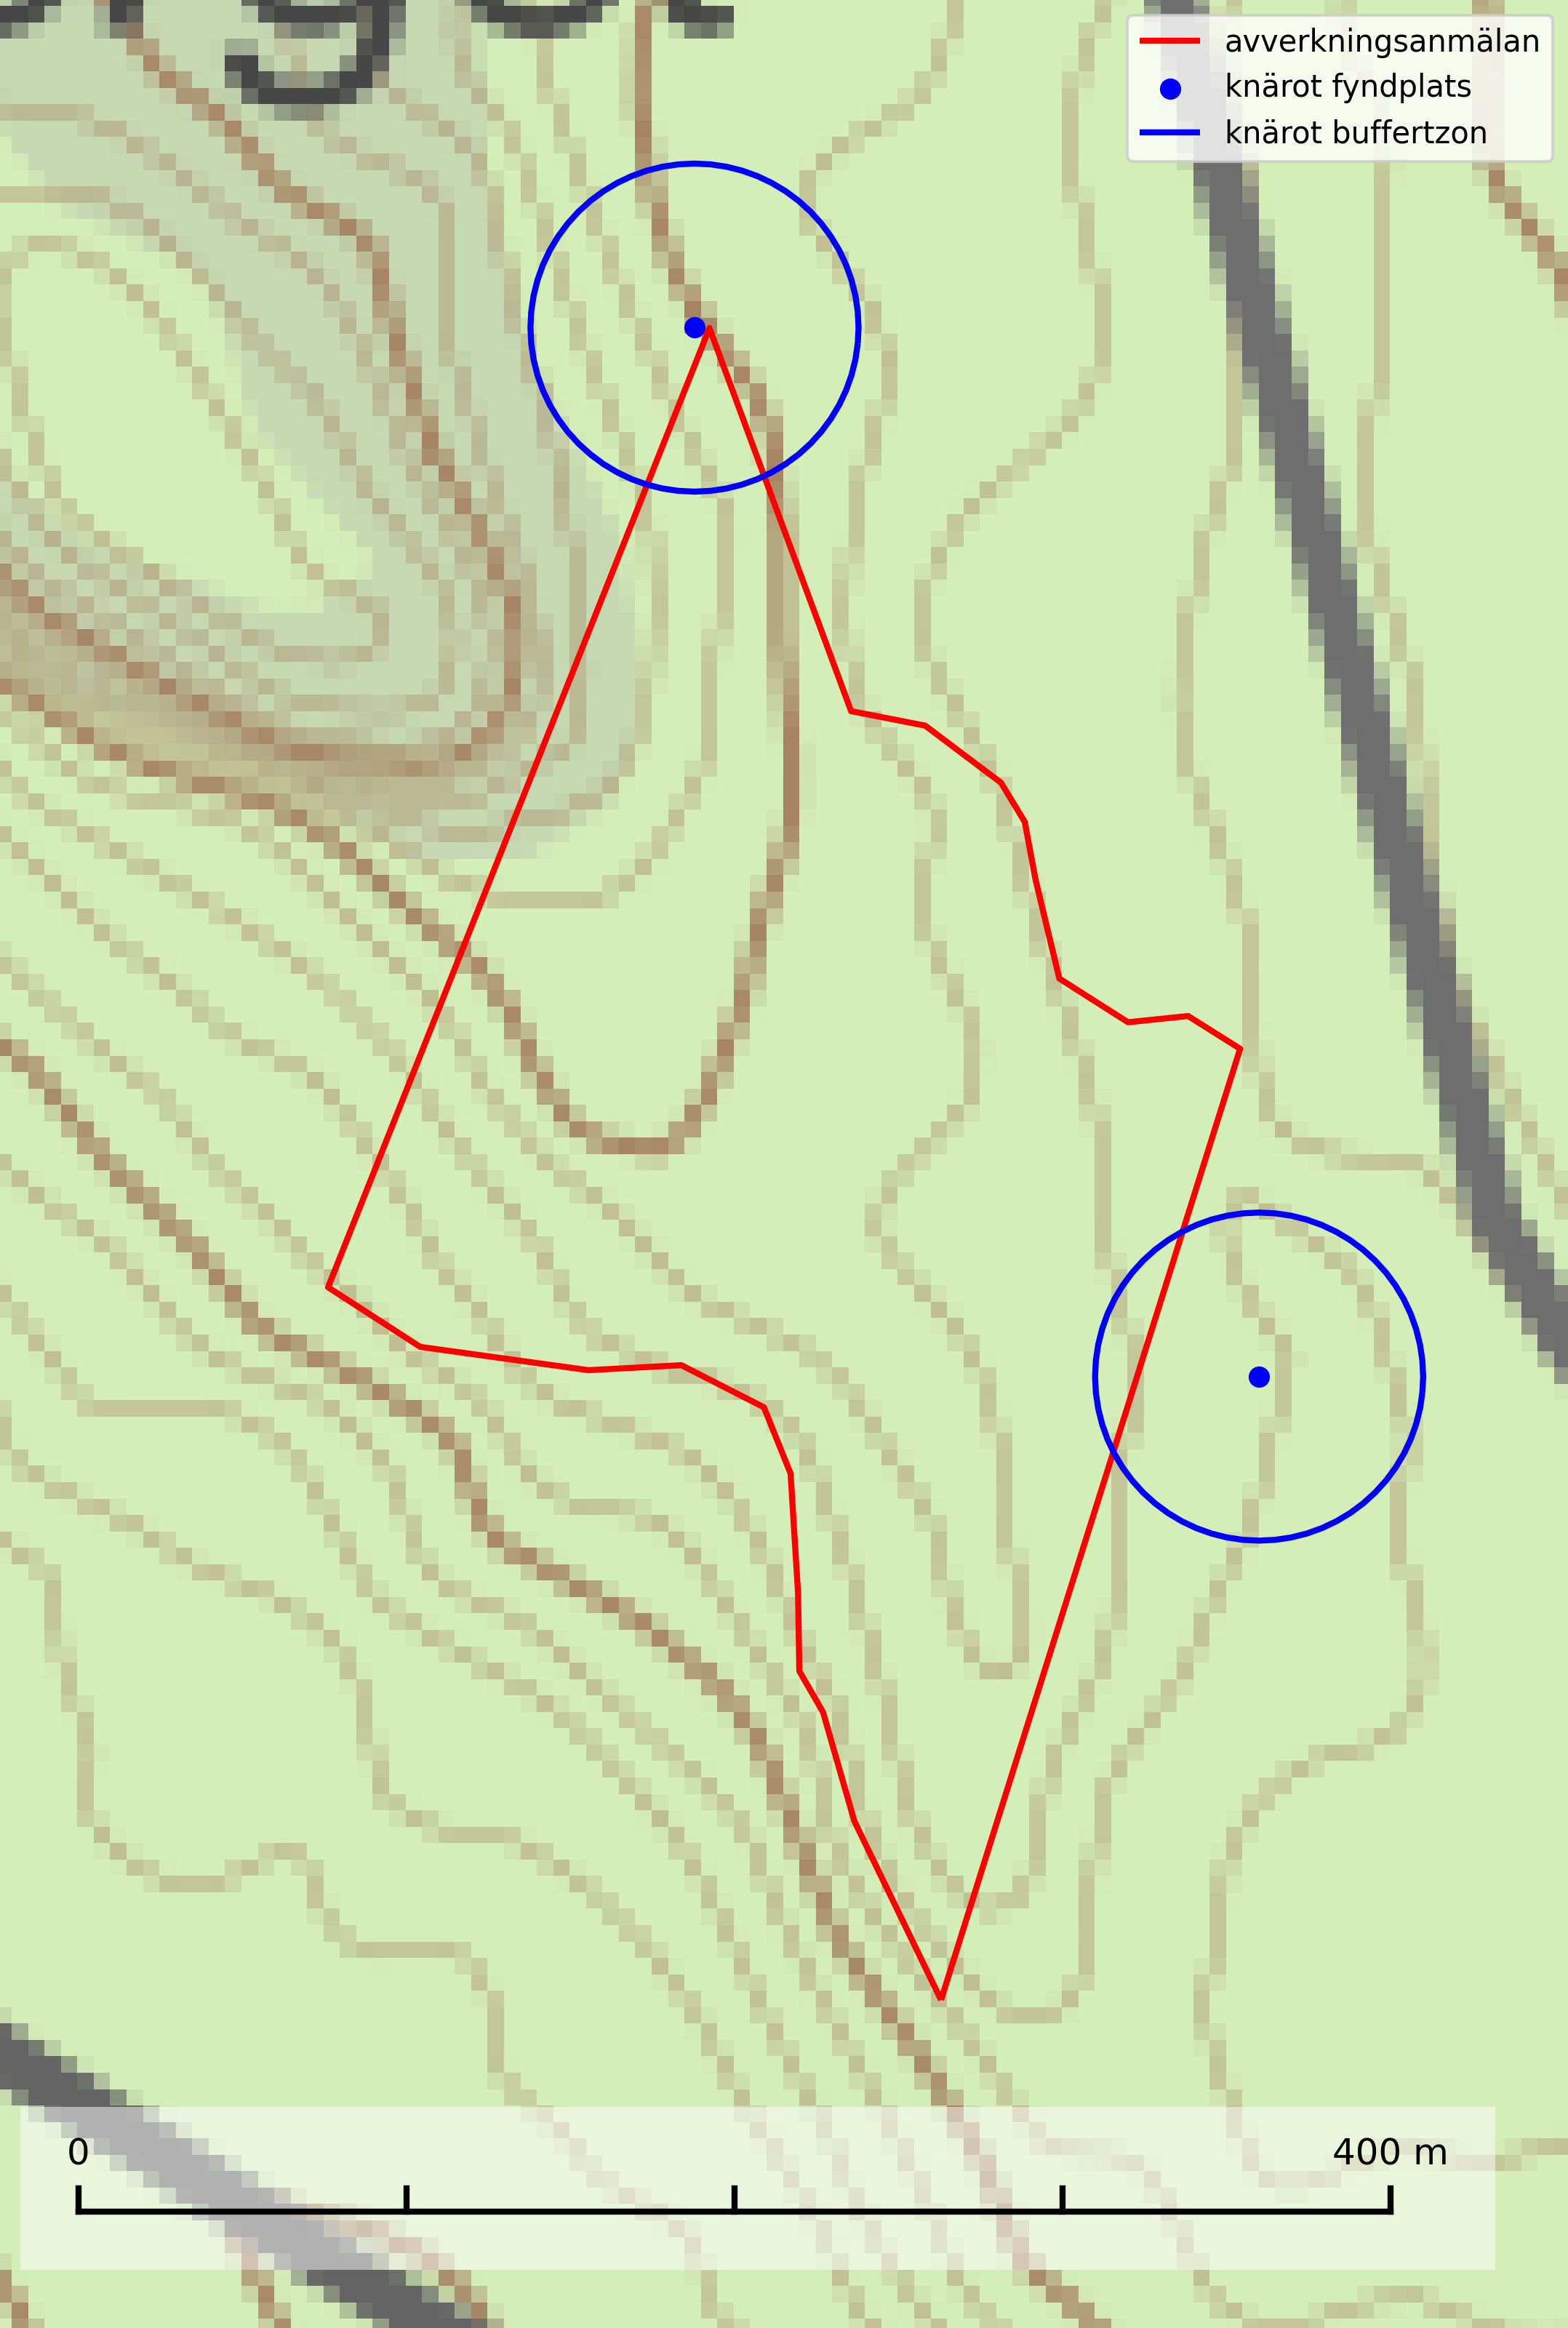 avverkningsanmälan
knärot fyndplats
knärot buffertzon
0 400 m